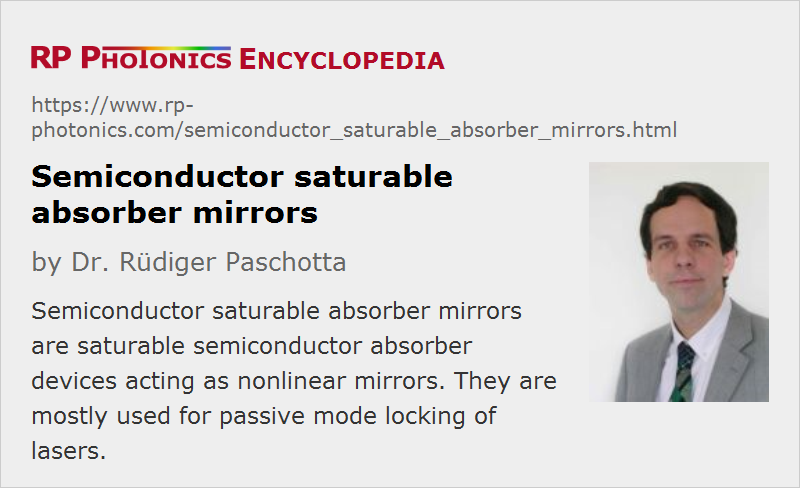 RP PHOTONICS ENCYCLOPEDIA
https://www.rp-
photonics.com/semiconductor_saturable_absorber_mirrors.html
Semiconductor saturable
absorber mirrors
by Dr. Rüdiger Paschotta
Semiconductor saturable absorber mirrors
are saturable semiconductor absorber
devices acting as nonlinear mirrors. They are
mostly used for passive mode locking of
lasers.